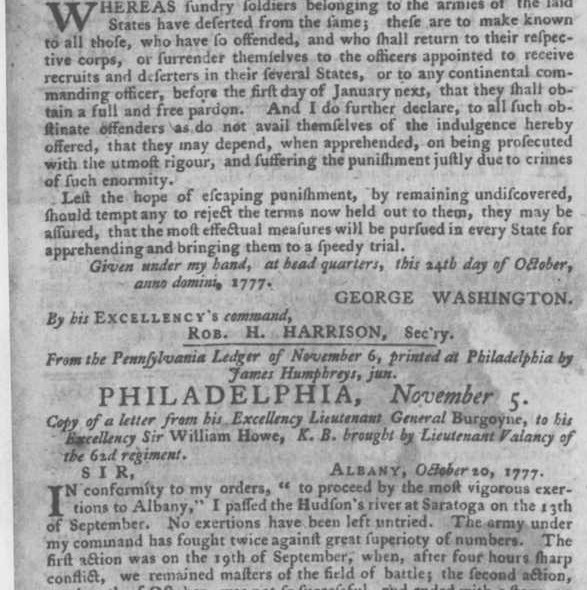 WHEREAS ſundry ſoldiers belonging to the armies of the ſaid
States have deſerted from the ſame; theſe are to make known
to all thoſe, who have ſo offended, and who ſhall return to their reſpec-
tive corps, or ſurrender themſelves to the officers appointed to receive
recruits and deſerters in their ſeveral States, or to any continental com-
manding officer, before the firſt day of January next, that they ſhall ob-
tain a full and free pardon. And I do further declare, to all ſuch ob-
ſtinate offenders as do not avail themſelves of the indulgence hereby
offered, that they may depend, when apprehended, on being proſecuted
with the utmoſt rigour, and ſuffering the puniſhment juſtly due to crimes
of ſuch enormity.
Leſt the hope of eſcaping puniſhment, by remaining undiſcovered,
ſhould tempt any to reject the terms now held out to them, they may be
aſſured, that the moſt effectual meaſures will be purſued in every State for
apprehending and bringing them to a ſpeedy trial.
Given under my hand, at head quarters, this 24th day of October,
anno domini, 1777.
GEORGE WASHINGTON.
By his EXCELLENCY's command,
ROB. H. HARRISON, Sec'ry.
From the Pennſylvania Ledger of November 6, printed at Philadelphia by
James Humphreys, jun.
PHILADELPHIA, November 5.
Copy of a letter from his Excellency Lieutenant General Burgoyne, to his
Excellency Sir William Howe, K. B. brought by Lieutenant Valancy of
the 62d regiment.
SIR, ALBANY, October 20, 1777.
IN conformity to my orders, "to proceed by the moſt vigorous exer-
tions to Albany," I paſſed the Hudſon's river at Saratoga on the 13th
of September. No exertions have been left untried. The army under
my command has fought twice againſt great ſuperioty of numbers. The
firſt action was on the 19th of September, when, after four hours ſharp
conflict, we remained maſters of the field of battle; the ſecond action,